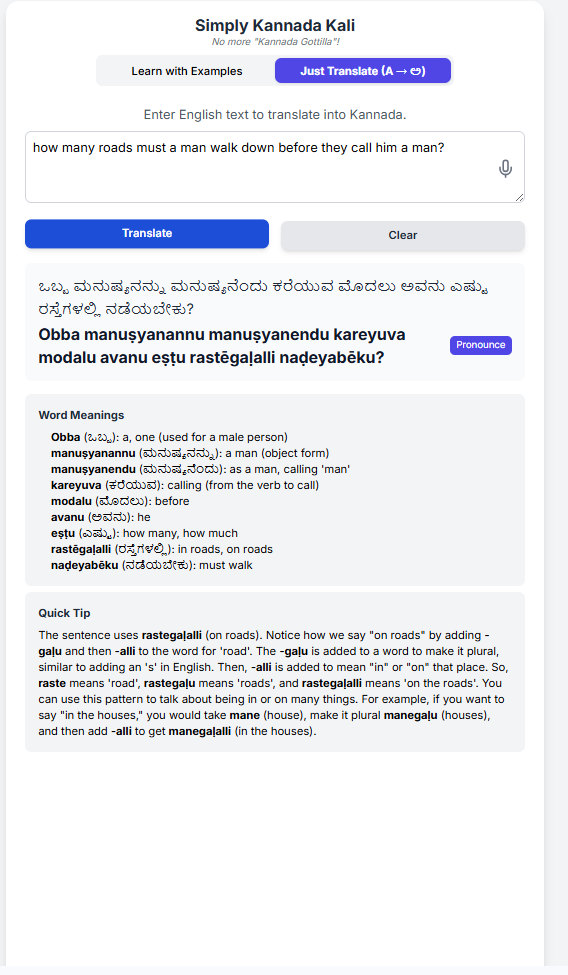 Simply Kannada Kali
No more "Kannada Gottilla"!
Learn with Examples
Just Translate (A → ಅ)
Enter English text to translate into Kannada.
how many roads must a man walk down before they call him a man?
Translate
Clear
ಒಬ್ಬ ಮನುಷ್ಯನನ್ನು ಮನುಷ್ಯನೆಂದು ಕರೆಯುವ ಮೊದಲು ಅವನು ಎಷ್ಟು
ರಸ್ತೆಗಳಲ್ಲಿ ನಡೆಯಬೇಕು?
Obba manuṣyanannu manuṣyanendu kareyuva
modalu avanu eṣṭu rastēgaḷalli naḍeyabēku?
Pronounce
Word Meanings
Obba (ಒಬ್ಬ): a, one (used for a male person)
manuṣyanannu (ಮನುಷ್ಯನನ್ನು): a man (object form)
manuṣyanendu (ಮನುಷ್ಯನೆಂದು): as a man, calling 'man'
kareyuva (ಕರೆಯುವ): calling (from the verb to call)
modalu (ಮೊದಲು): before
avanu (ಅವನು): he
eṣṭu (ಎಷ್ಟು): how many, how much
rastēgaḷalli (ರಸ್ತೆಗಳಲ್ಲಿ): in roads, on roads
naḍeyabēku (ನಡೆಯಬೇಕು): must walk
Quick Tip
The sentence uses rastegaḷalli (on roads). Notice how we say "on roads" by adding -
gaḷu and then -alli to the word for 'road'. The -gaḷu is added to a word to make it plural,
similar to adding an 's' in English. Then, -alli is added to mean "in" or "on" that place. So,
raste means 'road', rastegaḷu means 'roads', and rastegaḷalli means 'on the roads'. You
can use this pattern to talk about being in or on many things. For example, if you want to
say "in the houses," you would take mane (house), make it plural manegaḷu (houses),
and then add -alli to get manegaḷalli (in the houses).